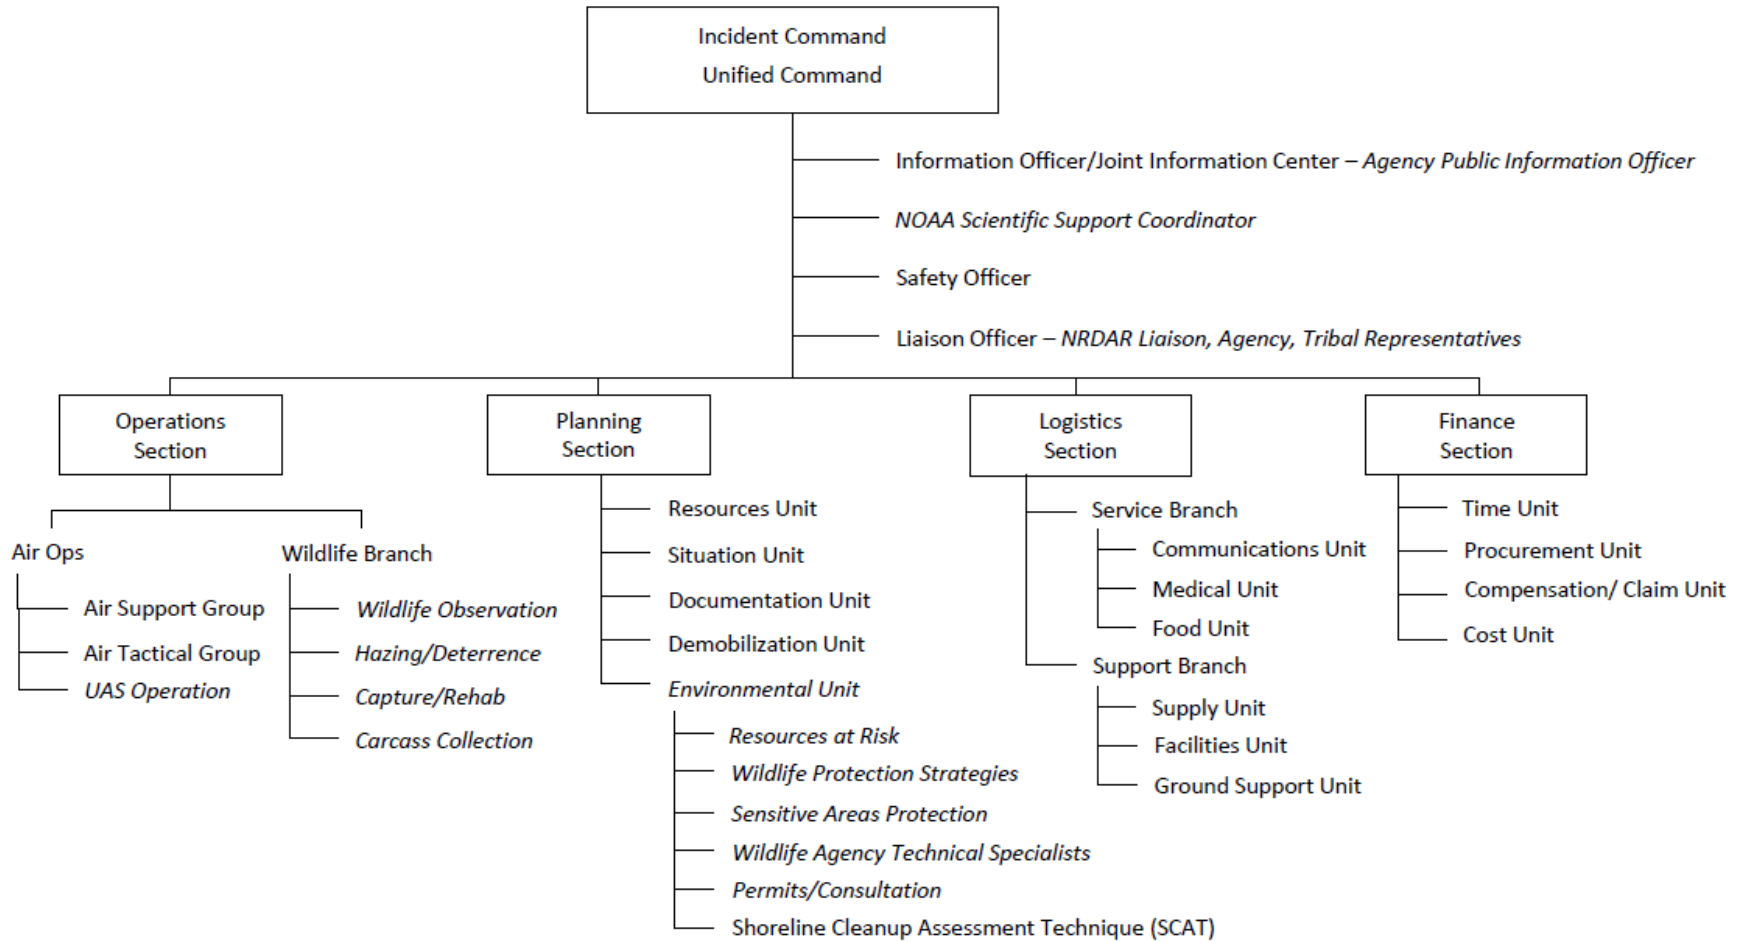 Incident Command
Unified Command
Information Officer/Joint Information Center – Agency Public Information Officer
NOAA Scientific Support Coordinator
Safety Officer
Liaison Officer – NRDAR Liaison, Agency, Tribal Representatives
Operations
Section
Air Ops
Air Support Group
Air Tactical Group
UAS Operation
Wildlife Branch
Wildlife Observation
Hazing/Deterrence
Capture/Rehab
Carcass Collection
Planning
Section
Resources Unit
Situation Unit
Documentation Unit
Demobilization Unit
Environmental Unit
Resources at Risk
Wildlife Protection Strategies
Sensitive Areas Protection
Wildlife Agency Technical Specialists
Permits/Consultation
Shoreline Cleanup Assessment Technique (SCAT)
Logistics
Section
Service Branch
Communications Unit
Medical Unit
Food Unit
Support Branch
Supply Unit
Facilities Unit
Ground Support Unit
Finance
Section
Time Unit
Procurement Unit
Compensation/ Claim Unit
Cost Unit